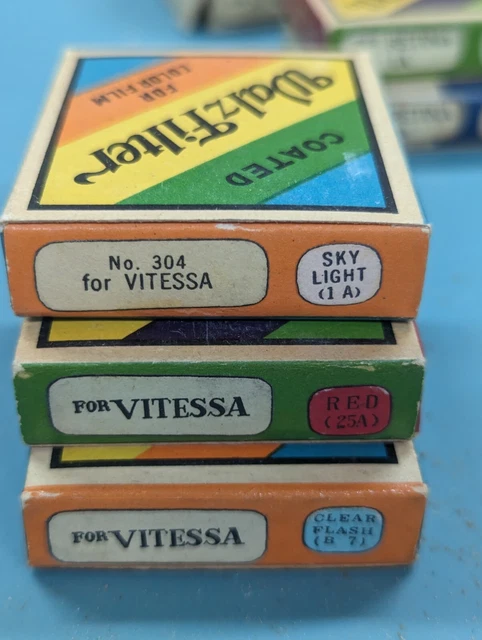 COATED
Walz Filter
FOR
COLOR FILM
No. 304
for VITESSA
SKY
LIGHT
(1 A)
FOR VITESSA
RED
(25A)
FOR VITESSA
CLEAR
FLASH
(B 7)